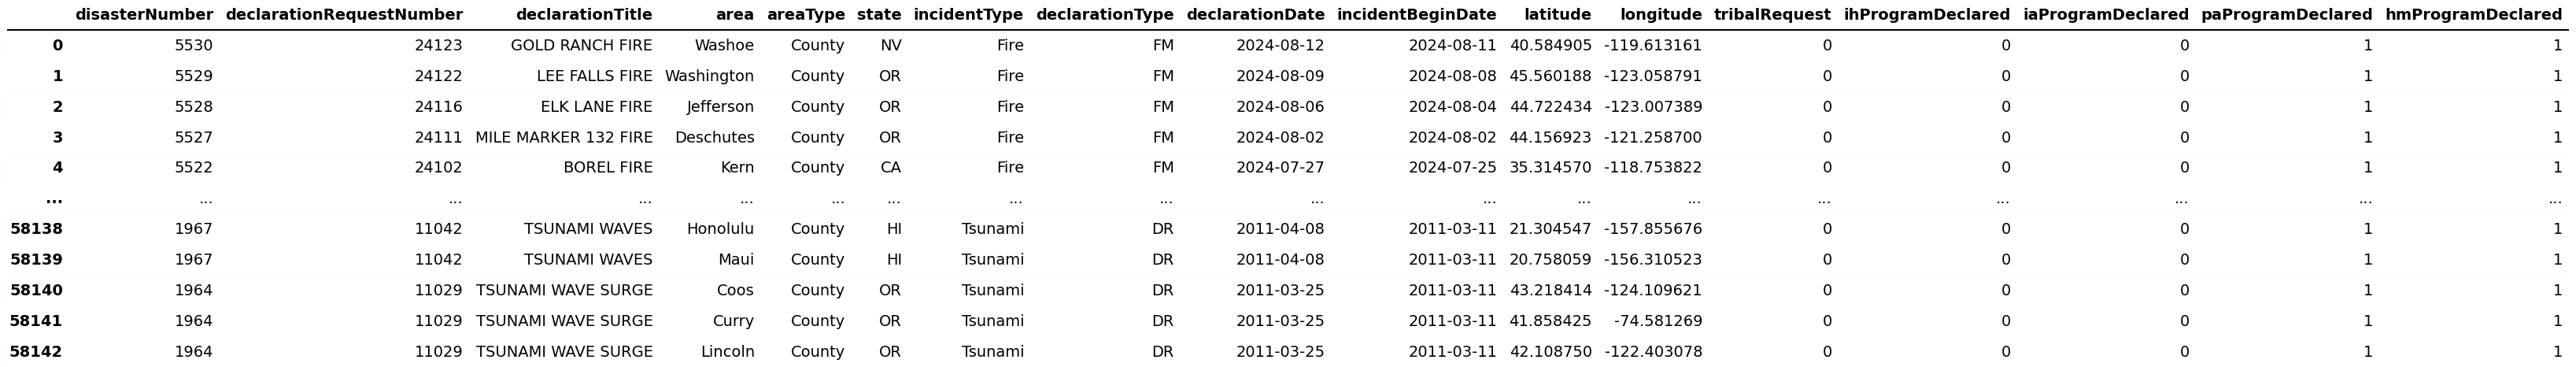 disasterNumber declarationRequestNumber declarationTitle area areaType state incidentType declarationType declarationDate incidentBeginDate latitude longitude tribalRequest ihProgramDeclared iaProgramDeclared paProgramDeclared hmProgramDeclared
0 5530 24123 GOLD RANCH FIRE Washoe County NV Fire FM 2024-08-12 2024-08-11 40.584905 -119.613161 0 0 0 1 1
1 5529 24122 LEE FALLS FIRE Washington County OR Fire FM 2024-08-09 2024-08-08 45.560188 -123.058791 0 0 0 1 1
2 5528 24116 ELK LANE FIRE Jefferson County OR Fire FM 2024-08-06 2024-08-04 44.722434 -123.007389 0 0 0 1 1
3 5527 24111 MILE MARKER 132 FIRE Deschutes County OR Fire FM 2024-08-02 2024-08-02 44.156923 -121.258700 0 0 0 1 1
4 5522 24102 BOREL FIRE Kern County CA Fire FM 2024-07-27 2024-07-25 35.314570 -118.753822 0 0 0 1 1
... ... ... ... ... ... ... ... ... ... ... ... ... ... ... ... ... ...
58138 1967 11042 TSUNAMI WAVES Honolulu County HI Tsunami DR 2011-04-08 2011-03-11 21.304547 -157.855676 0 0 0 1 1
58139 1967 11042 TSUNAMI WAVES Maui County HI Tsunami DR 2011-04-08 2011-03-11 20.758059 -156.310523 0 0 0 1 1
58140 1964 11029 TSUNAMI WAVE SURGE Coos County OR Tsunami DR 2011-03-25 2011-03-11 43.218414 -124.109621 0 0 0 1 1
58141 1964 11029 TSUNAMI WAVE SURGE Curry County OR Tsunami DR 2011-03-25 2011-03-11 41.858425 -74.581269 0 0 0 1 1
58142 1964 11029 TSUNAMI WAVE SURGE Lincoln County OR Tsunami DR 2011-03-25 2011-03-11 42.108750 -122.403078 0 0 0 1 1